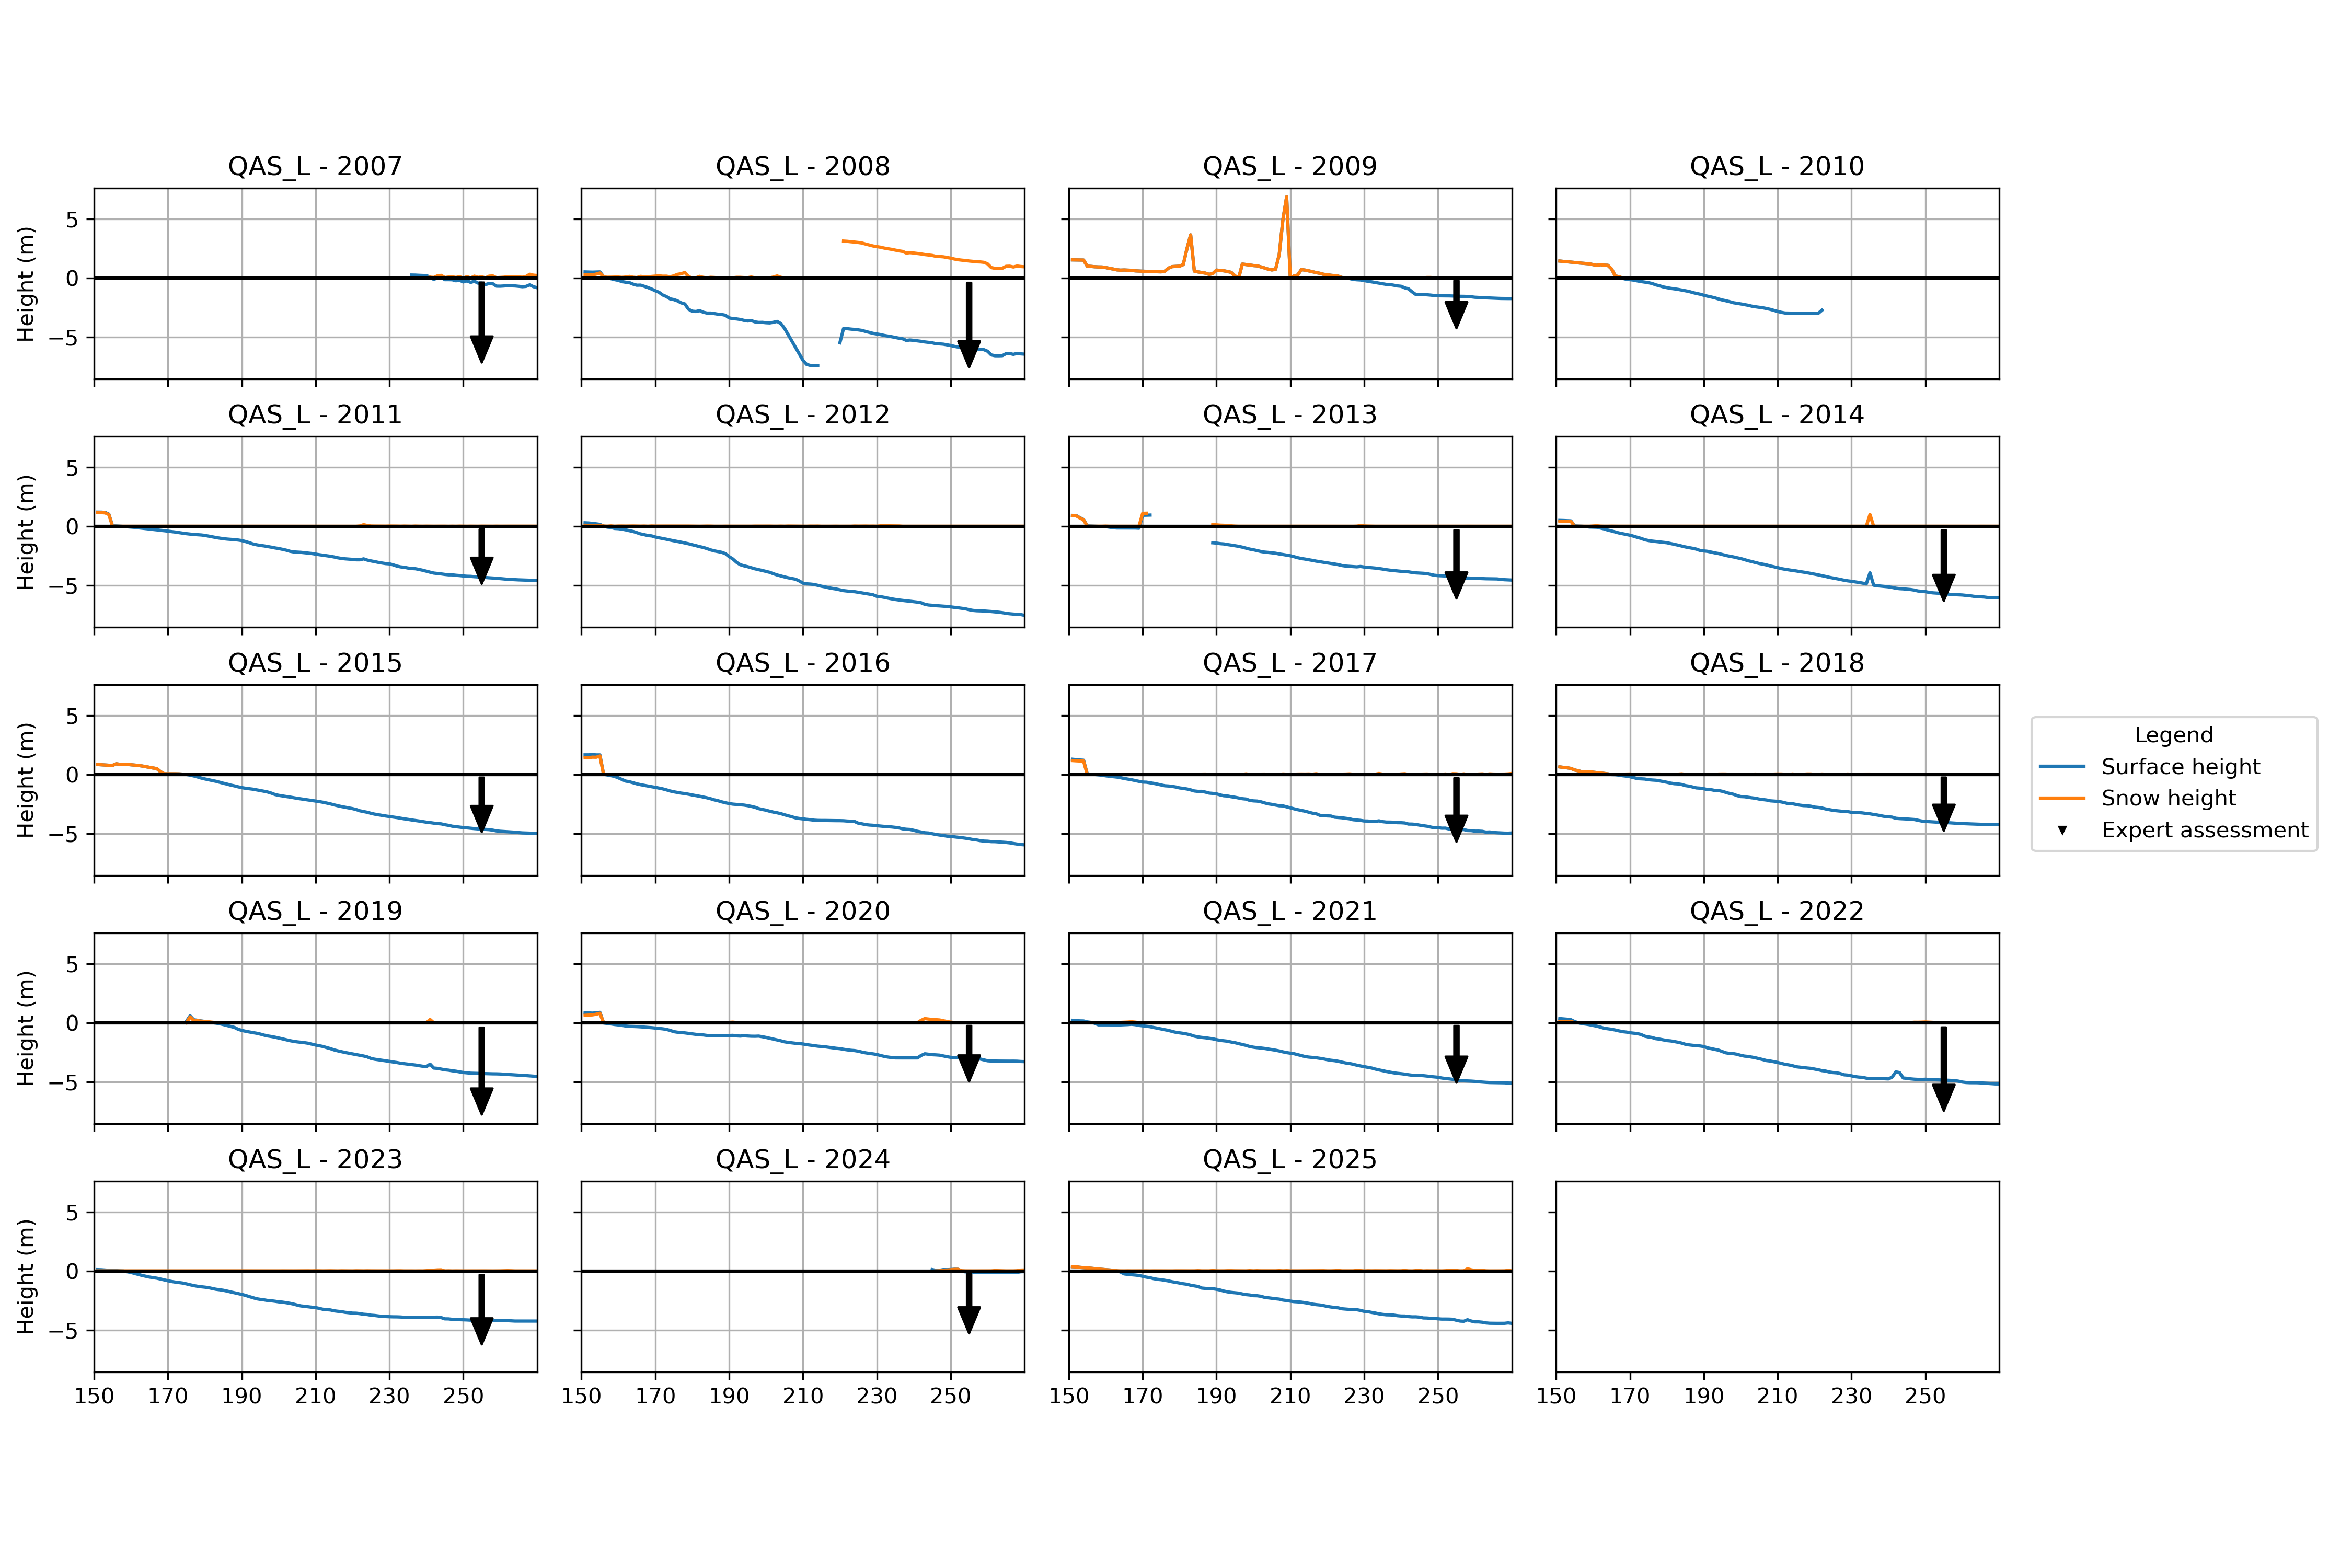 QAS_L - 2007 QAS_L - 2008 QAS_L - 2009 QAS_L - 2010
5
0
−5
Height (m)
QAS_L - 2011 QAS_L - 2012 QAS_L - 2013 QAS_L - 2014
5
0
−5
Height (m)
QAS_L - 2015 QAS_L - 2016 QAS_L - 2017 QAS_L - 2018
5
0
−5
Height (m)
Legend
Surface height
Snow height
Expert assessment
QAS_L - 2019 QAS_L - 2020 QAS_L - 2021 QAS_L - 2022
5
0
−5
Height (m)
QAS_L - 2023 QAS_L - 2024 QAS_L - 2025
5
0
−5
Height (m)
150 170 190 210 230 250 150 170 190 210 230 250 150 170 190 210 230 250 150 170 190 210 230 250